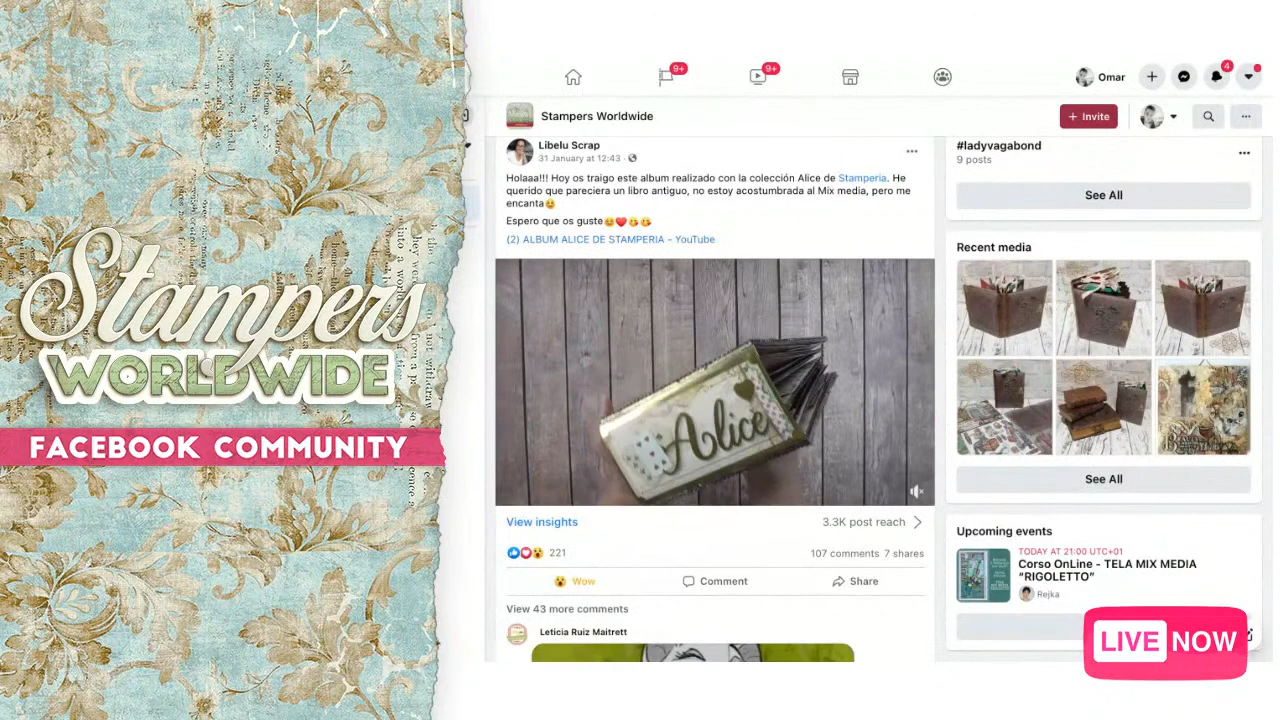 Stampers
WORLDWIDE
FACEBOOK COMMUNITY
9+
9+
Omar
4
Stampers Worldwide
+ Invite
Libelu Scrap
31 January at 12:43 ·
Holaaa!!! Hoy os traigo este album realizado con la colección Alice de Stamperia. He
querido que pareciera un libro antiguo, no estoy acostumbrada al Mix media, pero me
encanta😊
Espero que os guste😊❤️😘😘
(2) ALBUM ALICE DE STAMPERIA - YouTube
Alice
View insights
3.3K post reach
221
107 comments 7 shares
Wow
Comment
Share
View 43 more comments
Leticia Ruiz Maitrett
#ladyvagabond
9 posts
See All
Recent media
See All
Upcoming events
TODAY AT 21:00 UTC+01
Corso OnLine - TELA MIX MEDIA
"RIGOLETTO"
Rejka
LIVE NOW